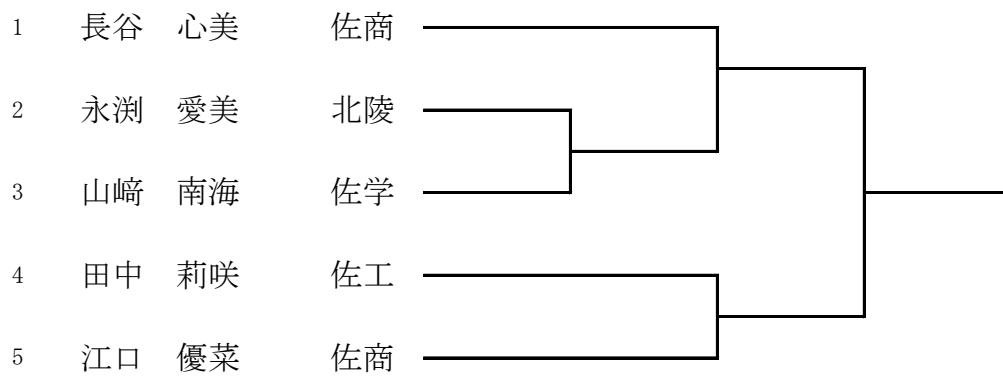 1 長谷 心美 佐商
2 永渕 愛美 北陵
3 山﨑 南海 佐学
4 田中 莉咲 佐工
5 江口 優菜 佐商